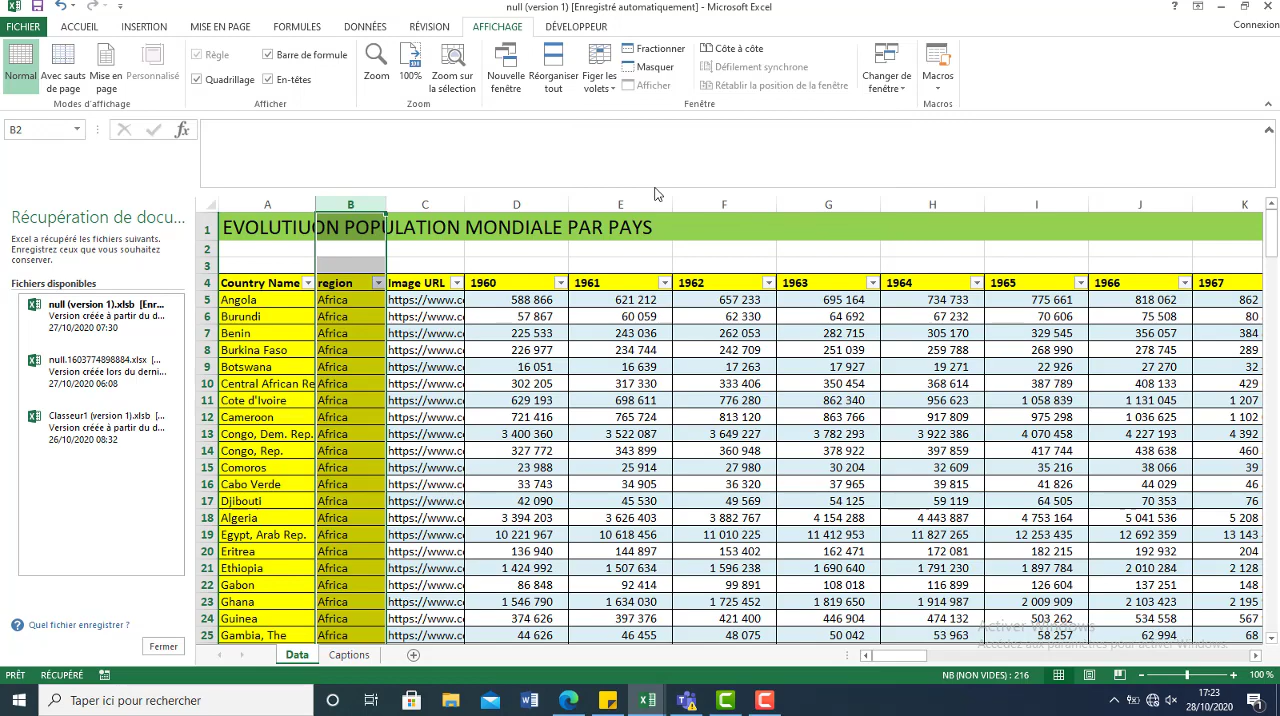 null (version 1) [Enregistré automatiquement] - Microsoft Excel
Connexion
FICHIER ACCUEIL INSERTION MISE EN PAGE FORMULES DONNÉES RÉVISION AFFICHAGE DÉVELOPPEUR
Normal Avec sauts de page Mise en page Personnalisé
Modes d'affichage
Règle Barre de formule
Quadrillage En-têtes
Afficher
Zoom 100% Zoom sur la sélection
Zoom
Nouvelle fenêtre Réorganiser tout Figer les volets
Fractionner
Masquer
Afficher
Côte à côte
Défilement synchrone
Rétablir la position de la fenêtre
Changer de fenêtre
Fenêtre
Macros
Macros
B2
fx
Récupération de docu...
Excel a récupéré les fichiers suivants.
Enregistrez ceux que vous souhaitez
conserver.
Fichiers disponibles
null (version 1).xlsb [Enr...
Version créée à partir du d...
27/10/2020 07:30
null.1603774898884.xlsx [...
Version créée lors du derni...
27/10/2020 06:08
Classeur1 (version 1).xlsb [...
Version créée à partir du d...
26/10/2020 08:32
Quel fichier enregistrer ?
Fermer
A B C D E F G H I J K
1 EVOLUTIUON POPULATION MONDIALE PAR PAYS
2
3
4 Country Name region Image URL 1960 1961 1962 1963 1964 1965 1966 1967
5 Angola Africa https://www.c 588 866 621 212 657 233 695 164 734 733 775 661 818 062 862
6 Burundi Africa https://www.c 57 867 60 059 62 330 64 692 67 232 70 606 75 508 78
7 Benin Africa https://www.c 225 533 243 036 262 053 282 715 305 170 329 545 356 057 384
8 Burkina Faso Africa https://www.c 226 977 234 744 242 709 251 039 259 788 268 990 278 745 289
9 Botswana Africa https://www.c 16 051 16 639 17 263 17 927 19 271 22 926 27 270 32
10 Central African Re Africa https://www.c 302 205 317 330 333 406 350 454 368 614 387 789 408 133 429
11 Cote d'Ivoire Africa https://www.c 629 193 698 611 776 280 862 340 956 623 1 058 839 1 131 045 1 207
12 Cameroon Africa https://www.c 721 416 765 724 813 120 863 766 917 809 975 298 1 036 625 1 102
13 Congo, Dem. Rep. Africa https://www.c 3 400 360 3 522 087 3 649 227 3 782 293 3 922 386 4 070 458 4 227 193 4 392
14 Congo, Rep. Africa https://www.c 327 772 343 899 360 980 378 922 397 859 417 744 438 638 460
15 Comoros Africa https://www.c 23 988 25 914 27 980 30 204 32 609 35 216 38 066 39
16 Cabo Verde Africa https://www.c 33 743 34 905 36 320 37 965 39 815 41 826 44 029 46
17 Djibouti Africa https://www.c 42 090 45 530 49 569 54 125 59 119 64 505 70 353 76
18 Algeria Africa https://www.c 3 394 203 3 626 403 3 882 767 4 154 288 4 443 887 4 753 164 5 041 536 5 208
19 Egypt, Arab Rep. Africa https://www.c 10 221 967 10 618 456 11 010 225 11 412 953 11 827 265 12 253 435 12 692 359 13 143
20 Eritrea Africa https://www.c 136 940 144 897 153 402 162 471 172 081 182 215 192 932 204
21 Ethiopia Africa https://www.c 1 424 992 1 507 634 1 596 238 1 690 640 1 791 230 1 897 784 2 010 284 2 128
22 Gabon Africa https://www.c 86 848 92 414 99 891 108 018 116 899 126 604 137 251 148
23 Ghana Africa https://www.c 1 546 790 1 634 030 1 725 452 1 819 650 1 914 987 2 009 909 2 103 423 2 195
24 Guinea Africa https://www.c 374 626 397 376 421 400 446 746 474 132 503 262 534 558 567
25 Gambia, The Africa https://www.c 44 626 46 455 48 075 50 042 53 963 58 257 62 994 68
Activer Windows
Accédez aux paramètres pour activer Windows.
Data Captions
PRÊT RÉCUPÉRÉ NB (NON VIDES) : 216 100 %
Taper ici pour rechercher
17:23
28/10/2020